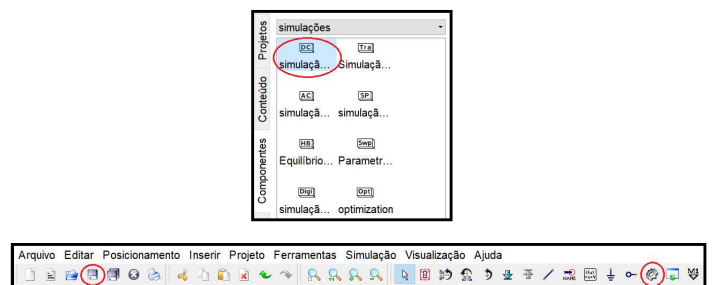 Projetos
Conteúdo
Componentes
simulações
DC
Tra
simulaçã... Simulaçã...
AC
SP
simulaçã... simulaçã...
HB
Swp
Equilíbrio... Parametr...
Digi
Opt
simulaçã... optimization
Arquivo Editar Posicionamento Inserir Projeto Ferramentas Simulação Visualização Ajuda
NAME